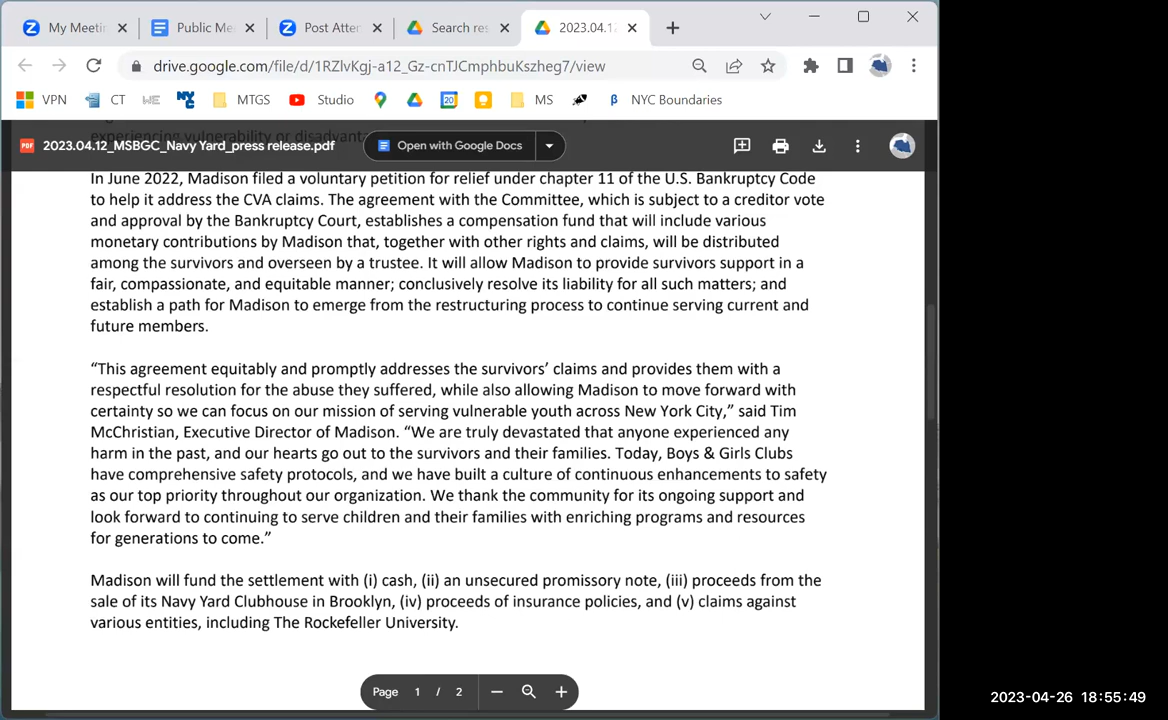 My Meeti
Public Me
Post Atter
Search res
2023.04.1
drive.google.com/file/d/1RZlvKgj-a12_Gz-cnTJCmphbuKszheg7/view
VPN
CT
WE
NYC
MTGS
Studio
20
MS
β
NYC Boundaries
experiencing vulnerability or disadvanta
PDF
2023.04.12_MSBGC_Navy Yard_press release.pdf
Open with Google Docs
In June 2022, Madison filed a voluntary petition for relief under chapter 11 of the U.S. Bankruptcy Code
to help it address the CVA claims. The agreement with the Committee, which is subject to a creditor vote
and approval by the Bankruptcy Court, establishes a compensation fund that will include various
monetary contributions by Madison that, together with other rights and claims, will be distributed
among the survivors and overseen by a trustee. It will allow Madison to provide survivors support in a
fair, compassionate, and equitable manner; conclusively resolve its liability for all such matters; and
establish a path for Madison to emerge from the restructuring process to continue serving current and
future members.
“This agreement equitably and promptly addresses the survivors’ claims and provides them with a
respectful resolution for the abuse they suffered, while also allowing Madison to move forward with
certainty so we can focus on our mission of serving vulnerable youth across New York City,” said Tim
McChristian, Executive Director of Madison. “We are truly devastated that anyone experienced any
harm in the past, and our hearts go out to the survivors and their families. Today, Boys & Girls Clubs
have comprehensive safety protocols, and we have built a culture of continuous enhancements to safety
as our top priority throughout our organization. We thank the community for its ongoing support and
look forward to continuing to serve children and their families with enriching programs and resources
for generations to come.”
Madison will fund the settlement with (i) cash, (ii) an unsecured promissory note, (iii) proceeds from the
sale of its Navy Yard Clubhouse in Brooklyn, (iv) proceeds of insurance policies, and (v) claims against
various entities, including The Rockefeller University.
Page 1 / 2
2023-04-26 18:55:49